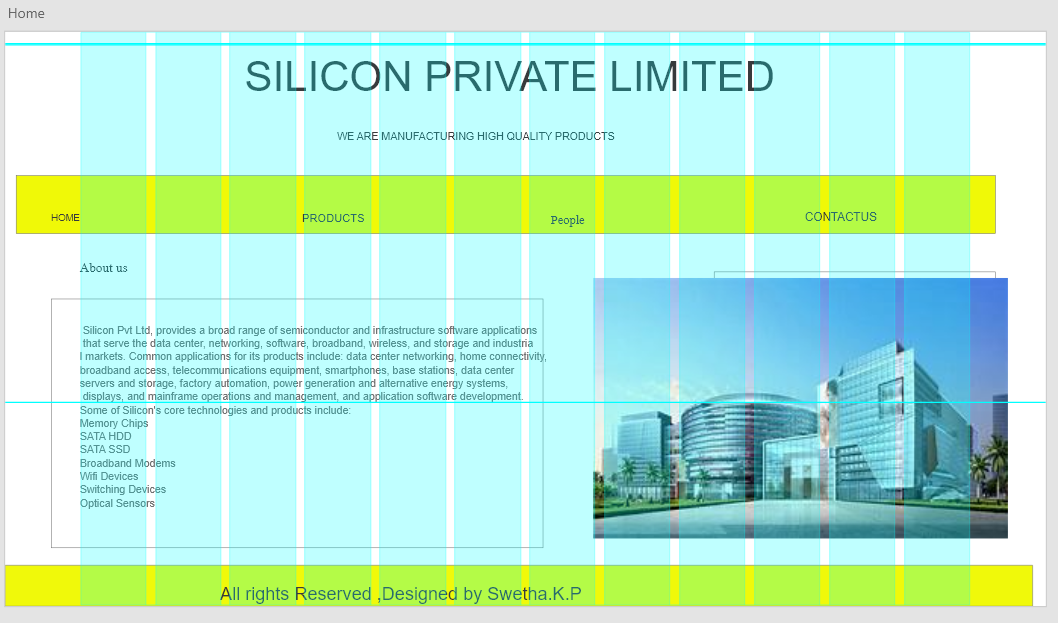 Home
SILICON PRIVATE LIMITED
WE ARE MANUFACTURING HIGH QUALITY PRODUCTS
HOME PRODUCTS People CONTACTUS
About us
Silicon Pvt Ltd, provides a broad range of semiconductor and infrastructure software applications
that serve the data center, networking, software, broadband, wireless, and storage and industria
l markets. Common applications for its products include: data center networking, home connectivity,
broadband access, telecommunications equipment, smartphones, base stations, data center
servers and storage, factory automation, power generation and alternative energy systems,
displays, and mainframe operations and management, and application software development.
Some of Silicon's core technologies and products include:
Memory Chips
SATA HDD
SATA SSD
Broadband Modems
Wifi Devices
Switching Devices
Optical Sensors
All rights Reserved ,Designed by Swetha.K.P